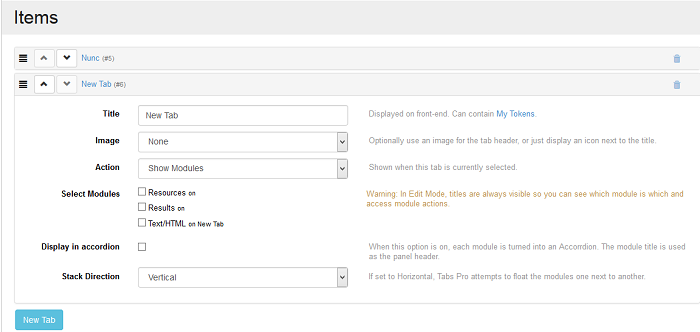 Items
Nunc (#5)
New Tab (#6)
Title New Tab Displayed on front-end. Can contain My Tokens.
Image None Optionally use an image for the tab header, or just display an icon next to the title.
Action Show Modules Shown when this tab is currently selected.
Select Modules Resources on Warning: In Edit Mode, titles are always visible so you can see which module is which and
Results on access module actions.
Text/HTML on New Tab
Display in accordion When this option is on, each module is turned into an Accorrdion. The module title is used
as the panel header.
Stack Direction Vertical If set to Horizontal, Tabs Pro attempts to float the modules one next to another.
New Tab